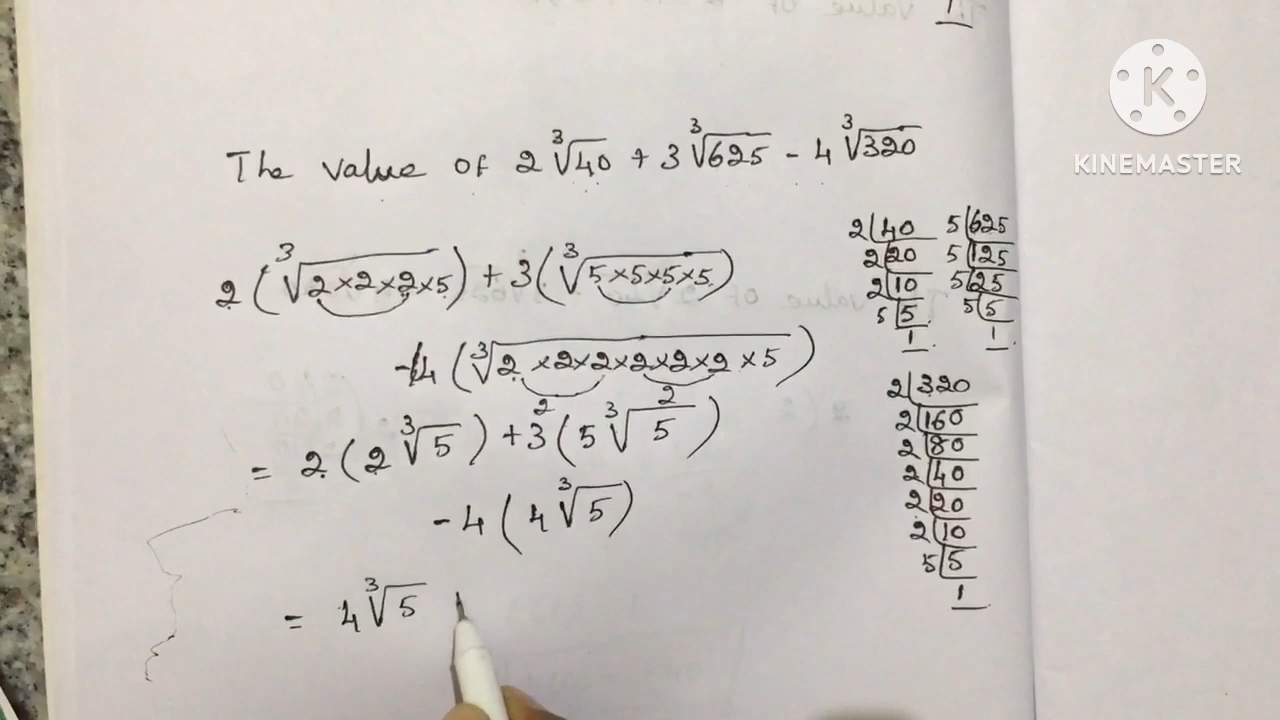 The value of 2 ∛40 + 3 ∛625 - 4 ∛320
2 (∛2×2×2×5) + 3 (∛5×5×5×5)
-4 (∛2×2×2×2×2×2×5)
2 2
= 2 (2 ∛5) + 3 (5 ∛5)
- 4 (4 ∛5)
= 4 ∛5
2 | 40
2 | 20
2 | 10
5 | 5
1
5 | 625
5 | 125
5 | 25
5 | 5
1
2 | 320
2 | 160
2 | 80
2 | 40
2 | 20
2 | 10
5 | 5
1
K
KINEMASTER